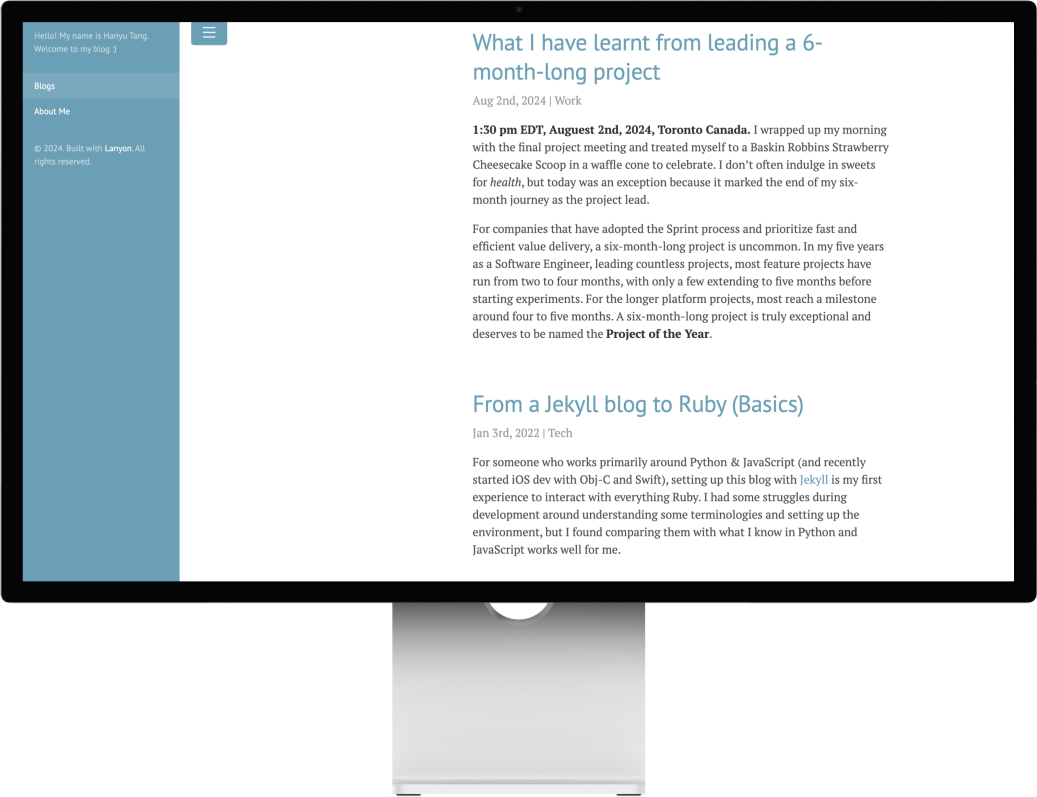 Hello! My name is Hanyu Tang.
Welcome to my blog :)
Blogs
About Me
© 2024. Built with Lanyon. All
rights reserved.
What I have learnt from leading a 6-
month-long project
Aug 2nd, 2024 | Work
1:30 pm EDT, Auguest 2nd, 2024, Toronto Canada. I wrapped up my morning
with the final project meeting and treated myself to a Baskin Robbins Strawberry
Cheesecake Scoop in a waffle cone to celebrate. I don’t often indulge in sweets
for health, but today was an exception because it marked the end of my six-
month journey as the project lead.
For companies that have adopted the Sprint process and prioritize fast and
efficient value delivery, a six-month-long project is uncommon. In my five years
as a Software Engineer, leading countless projects, most feature projects have
run from two to four months, with only a few extending to five months before
starting experiments. For the longer platform projects, most reach a milestone
around four to five months. A six-month-long project is truly exceptional and
deserves to be named the Project of the Year.
From a Jekyll blog to Ruby (Basics)
Jan 3rd, 2022 | Tech
For someone who works primarily around Python & JavaScript (and recently
started iOS dev with Obj-C and Swift), setting up this blog with Jekyll is my first
experience to interact with everything Ruby. I had some struggles during
development around understanding some terminologies and setting up the
environment, but I found comparing them with what I know in Python and
JavaScript works well for me.